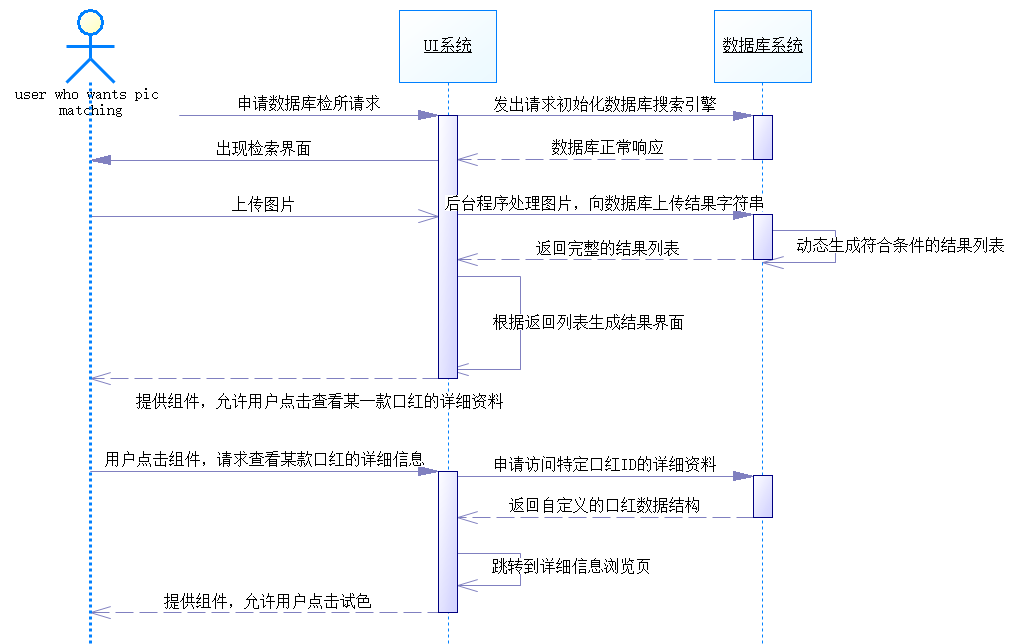 UI系统
数据库系统
user who wants pic
matching
申请数据库检所请求
发出请求初始化数据库搜索引擎
出现检索界面
数据库正常响应
上传图片
后台程序处理图片，向数据库上传结果字符串
返回完整的结果列表
动态生成符合条件的结果列表
根据返回列表生成结果界面
提供组件，允许用户点击查看某一款口红的详细资料
用户点击组件，请求查看某款口红的详细信息
申请访问特定口红ID的详细资料
返回自定义的口红数据结构
跳转到详细信息浏览页
提供组件，允许用户点击试色